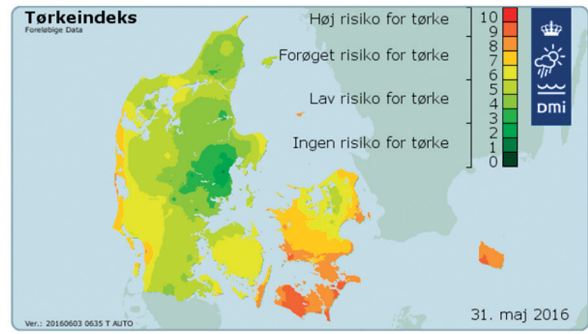 Tørkeindeks
Foreløbige Data
Høj risiko for tørke
Forøget risiko for tørke
Lav risiko for tørke
Ingen risiko for tørke
10
9
8
7
6
5
4
3
2
1
0
DMI
31. maj 2016
Ver.: 20160603 0635 T AUTO